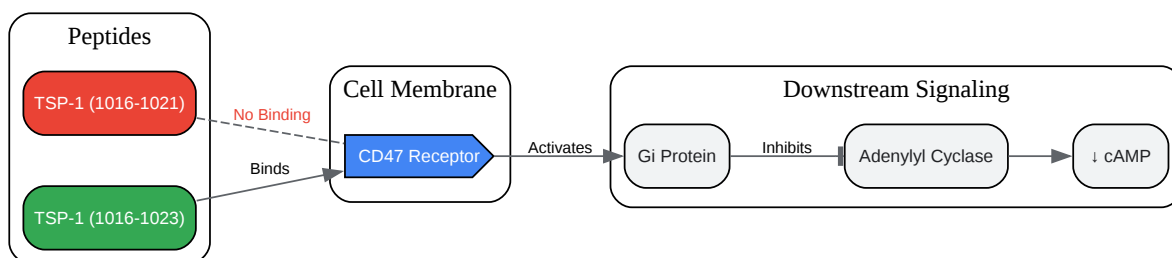 Peptides
TSP-1 (1016-1021)
No Binding
Binds
TSP-1 (1016-1023)
Cell Membrane
CD47 Receptor
Activates
Downstream Signaling
Gi Protein
Inhibits
Adenylyl Cyclase
↓ cAMP